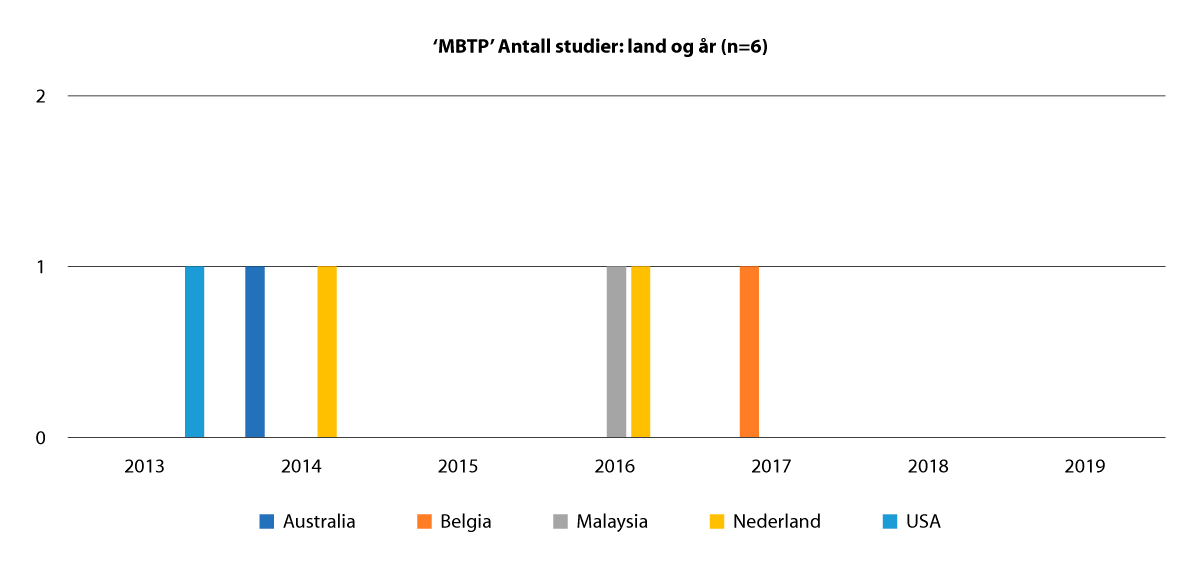 ‘MBTP’ Antall studier: land og år (n=6)
2
1
0
2013 2014 2015 2016 2017 2018 2019
Australia Belgia Malaysia Nederland USA